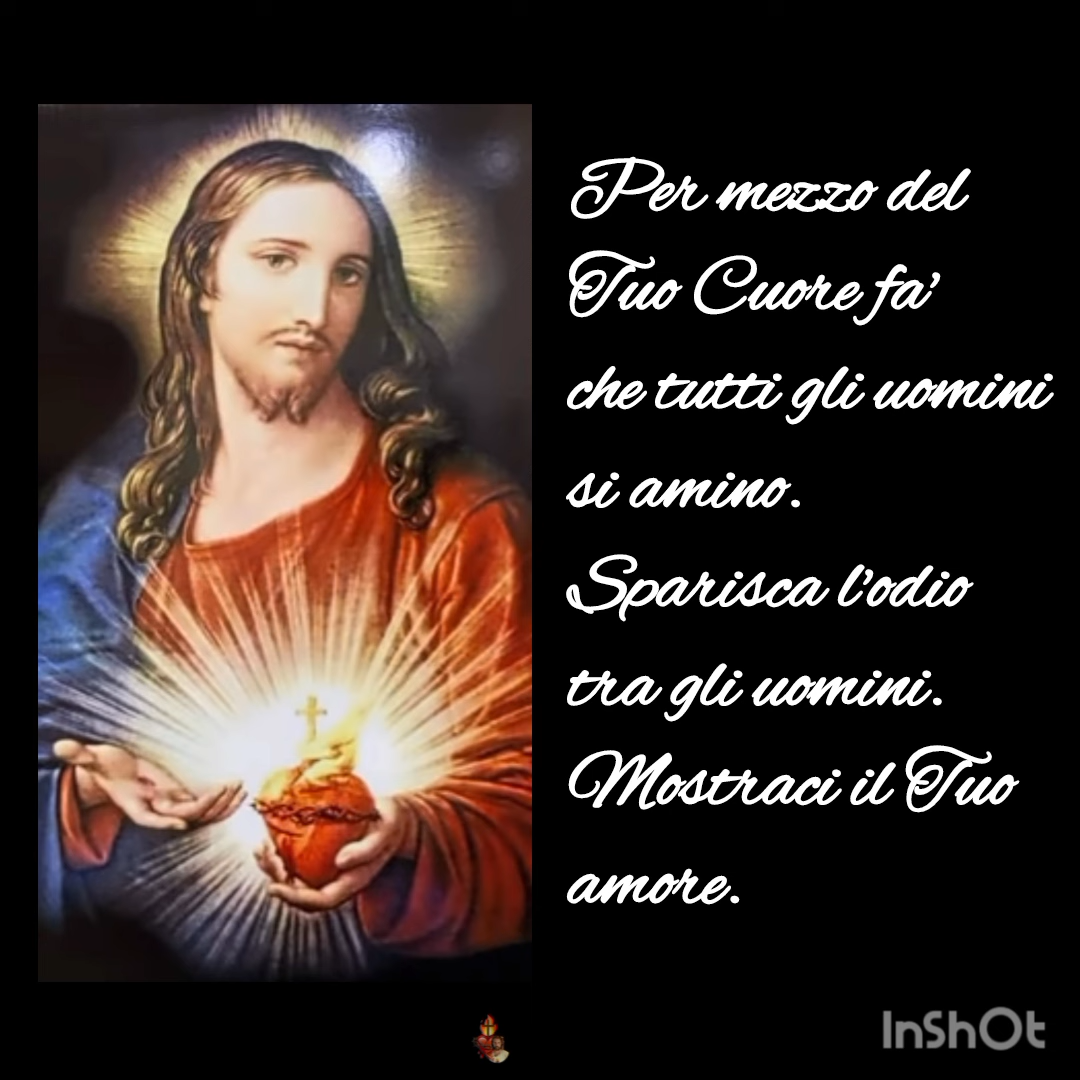 Per mezzo del
Tuo Cuore fa'
che tutti gli uomini
si amino.
Sparisca l'odio
tra gli uomini.
Mostraci il Tuo
amore.
InShOt